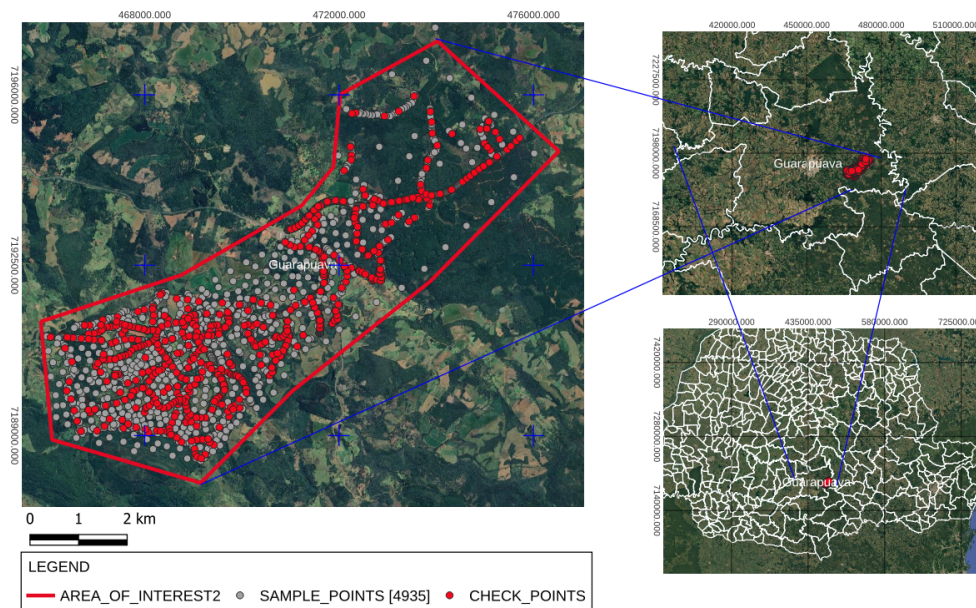 468000.000 472000.000 476000.000
7196000.000
7192500.000
7189000.000
Guarapuava
420000.000 450000.000 480000.000 510000.000
7227500.000
7198000.000
7168500.000
Guarapuava
290000.000 435000.000 580000.000 725000.00
7420000.000
7280000.000
7140000.000
Guarapuava
0 1 2 km
LEGEND
AREA_OF_INTEREST2 SAMPLE_POINTS [4935] CHECK_POINTS